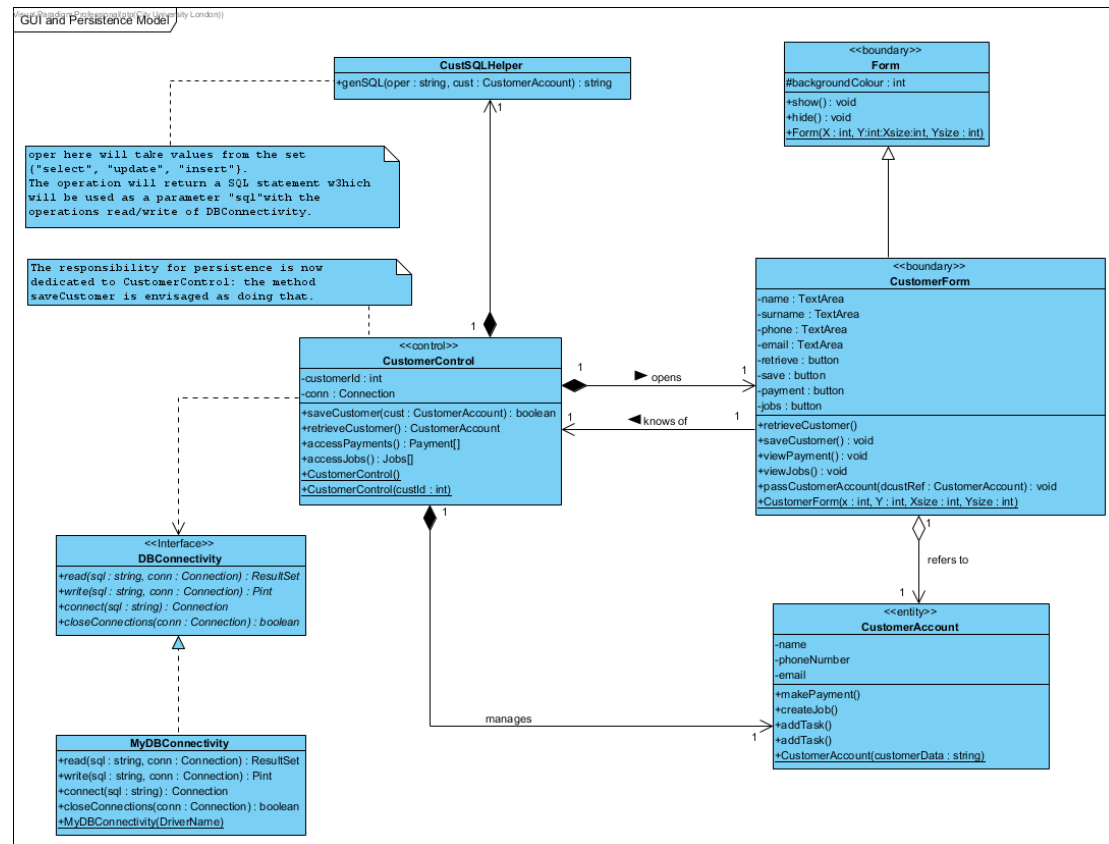 Visual Paradigm Professional(City University London))
GUI and Persistence Model
CustSQLHelper
+genSQL(oper : string, cust : CustomerAccount) : string
1
oper here will take values from the set
{"select", "update", "insert"}.
The operation will return a SQL statement w3hich
will be used as a parameter "sql"with the
operations read/write of DBConnectivity.
The responsibility for persistence is now
dedicated to CustomerControl: the method
saveCustomer is envisaged as doing that.
<<boundary>>
Form
#backgroundColour : int
+show() : void
+hide() : void
+Form(X : int, Y:int:Xsize:int, Ysize : int)
1
<<control>>
CustomerControl
-customerId : int
-conn : Connection
+saveCustomer(cust : CustomerAccount) : boolean
+retrieveCustomer() : CustomerAccount
+accessPayments() : Payment[]
+accessJobs() : Jobs[]
+CustomerControl()
+CustomerControl(custId : int)
1
opens
1
1
knows of
1
<<boundary>>
CustomerForm
-name : TextArea
-surname : TextArea
-phone : TextArea
-email : TextArea
-retrieve : button
-save : button
-payment : button
-jobs : button
+retrieveCustomer()
+saveCustomer() : void
+viewPayment() : void
+viewJobs() : void
+passCustomerAccount(dcustRef : CustomerAccount) : void
+CustomerForm(x : int, Y : int, Xsize : int, Ysize : int)
1
1
refers to
1
<<Interface>>
DBConnectivity
+read(sql : string, conn : Connection) : ResultSet
+write(sql : string, conn : Connection) : Pint
+connect(sql : string) : Connection
+closeConnections(conn : Connection) : boolean
<<entity>>
CustomerAccount
-name
-phoneNumber
-email
+makePayment()
+createJob()
+addTask()
+addTask()
+CustomerAccount(customerData : string)
manages
1
MyDBConnectivity
+read(sql : string, conn : Connection) : ResultSet
+write(sql : string, conn : Connection) : Pint
+connect(sql : string) : Connection
+closeConnections(conn : Connection) : boolean
+MyDBConnectivity(DriverName)